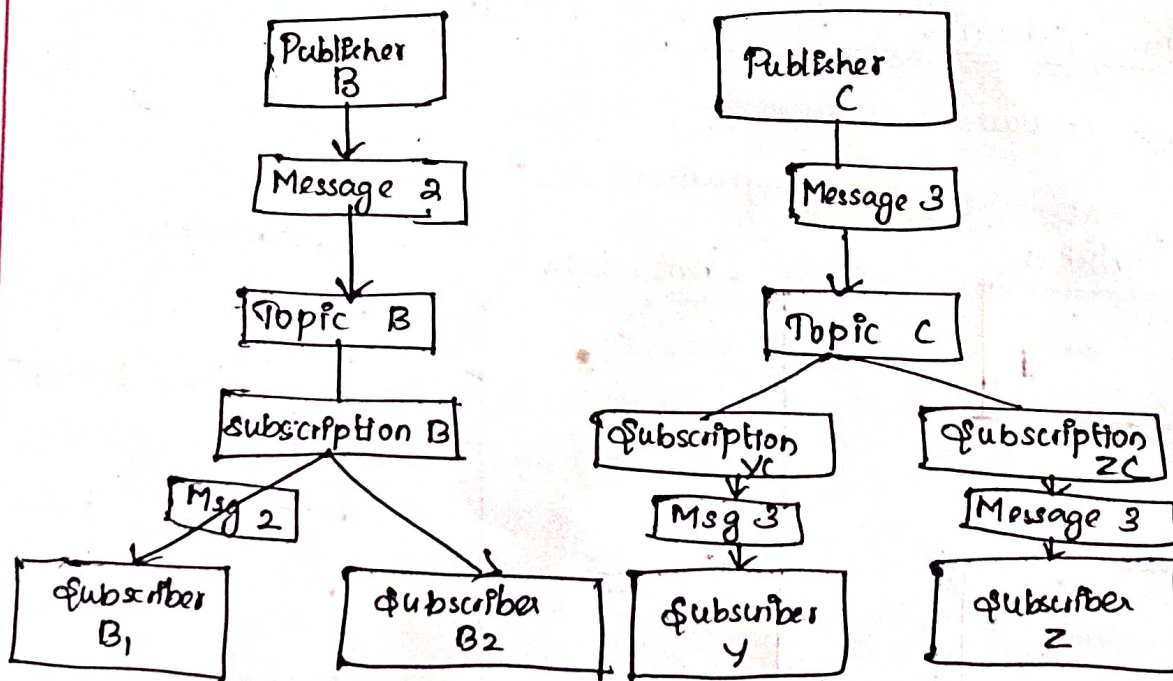 Publisher
B
Publisher
C
Message 2
Message 3
Topic B
Topic C
Subscription B
Subscription
YC
Subscription
ZC
Msg 2
Msg 3
Message 3
Subscriber
B1
Subscriber
B2
Subscriber
Y
Subscriber
Z